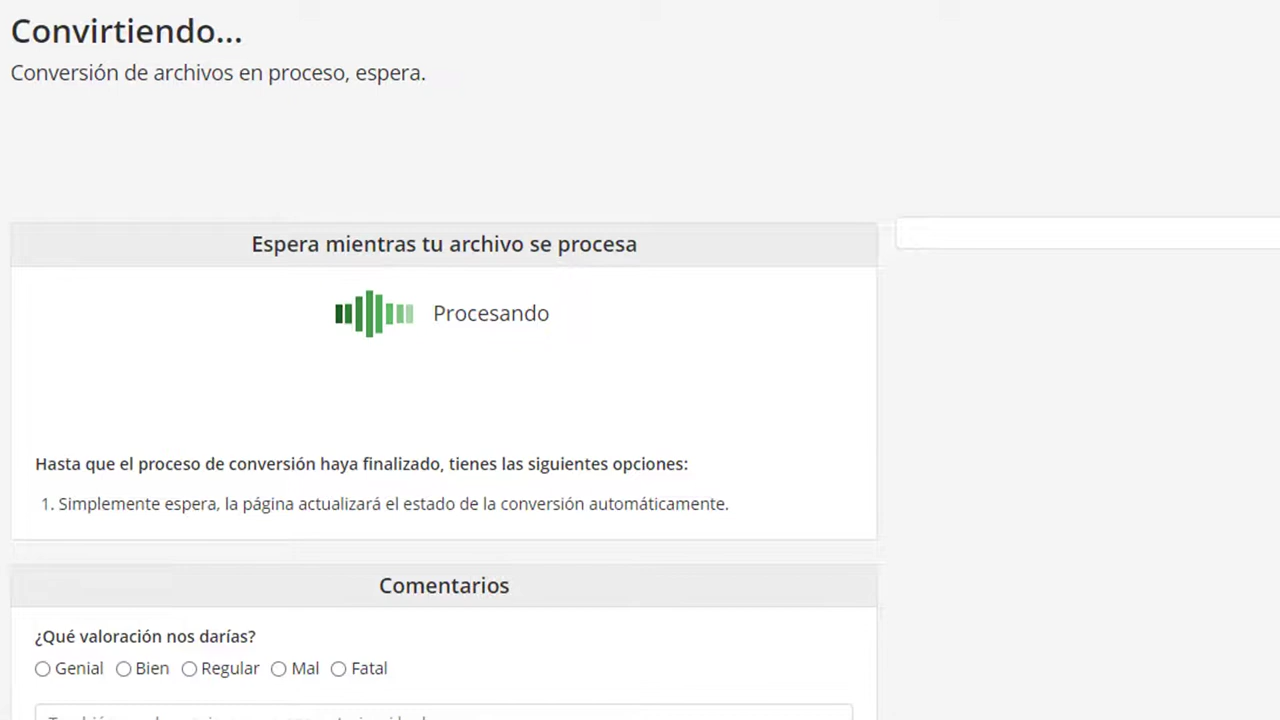 Convirtiendo...
Conversión de archivos en proceso, espera.
Espera mientras tu archivo se procesa
Procesando
Hasta que el proceso de conversión haya finalizado, tienes las siguientes opciones:
1. Simplemente espera, la página actualizará el estado de la conversión automáticamente.
Comentarios
¿Qué valoración nos darías?
Genial Bien Regular Mal Fatal